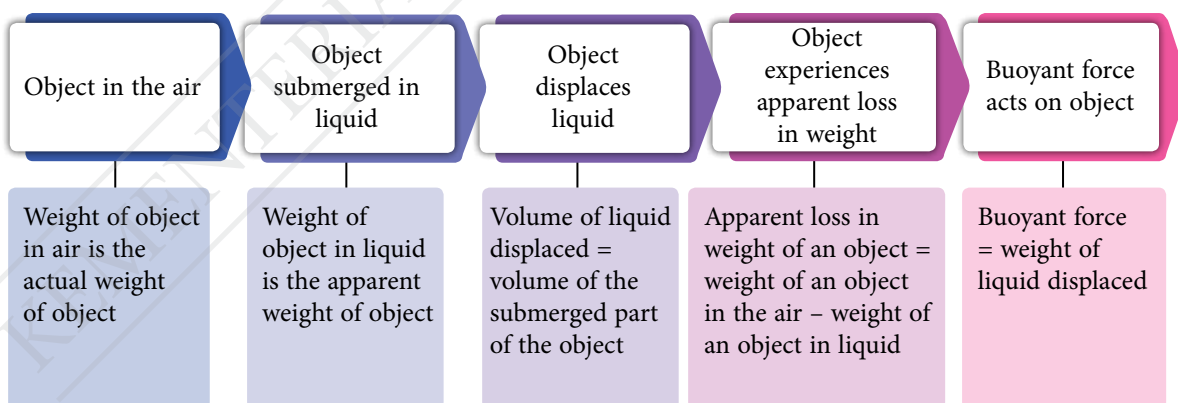 Object in the air
Object
submerged in
liquid
Object
displaces
liquid
Object
experiences
apparent loss
in weight
Buoyant force
acts on object
Weight of object
in air is the
actual weight
of object
Weight of
object in liquid
is the apparent
weight of object
Volume of liquid
displaced =
volume of the
submerged part
of the object
Apparent loss in
weight of an object =
weight of an object
in the air – weight of
an object in liquid
Buoyant force
= weight of
liquid displaced